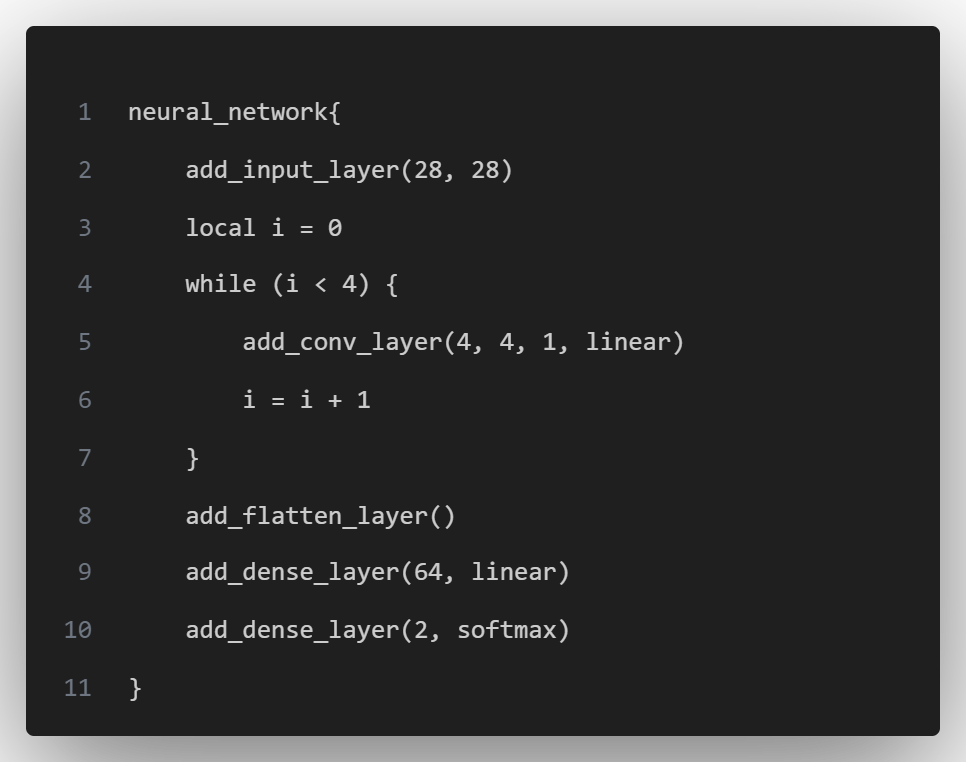 1 neural_network{
2     add_input_layer(28, 28)
3     local i = 0
4     while (i < 4) {
5         add_conv_layer(4, 4, 1, linear)
6         i = i + 1
7     }
8     add_flatten_layer()
9     add_dense_layer(64, linear)
10     add_dense_layer(2, softmax)
11 }